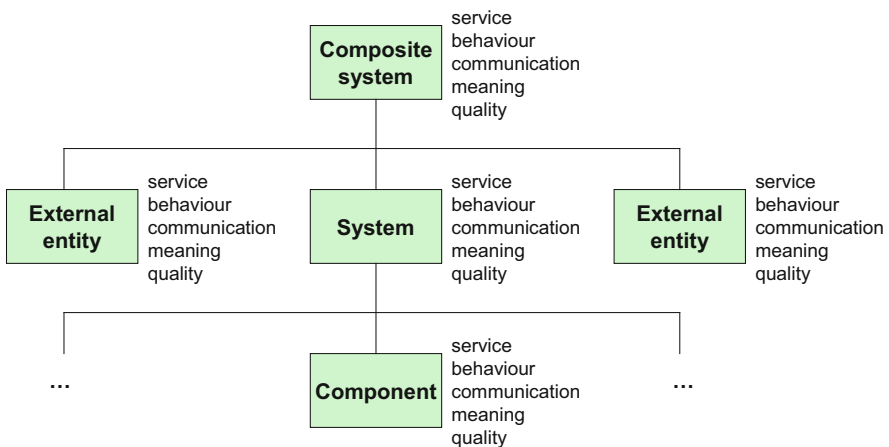 Composite
system
service
behaviour
communication
meaning
quality
External
entity
service
behaviour
communication
meaning
quality
System
service
behaviour
communication
meaning
quality
External
entity
service
behaviour
communication
meaning
quality
...
Component
service
behaviour
communication
meaning
quality
...